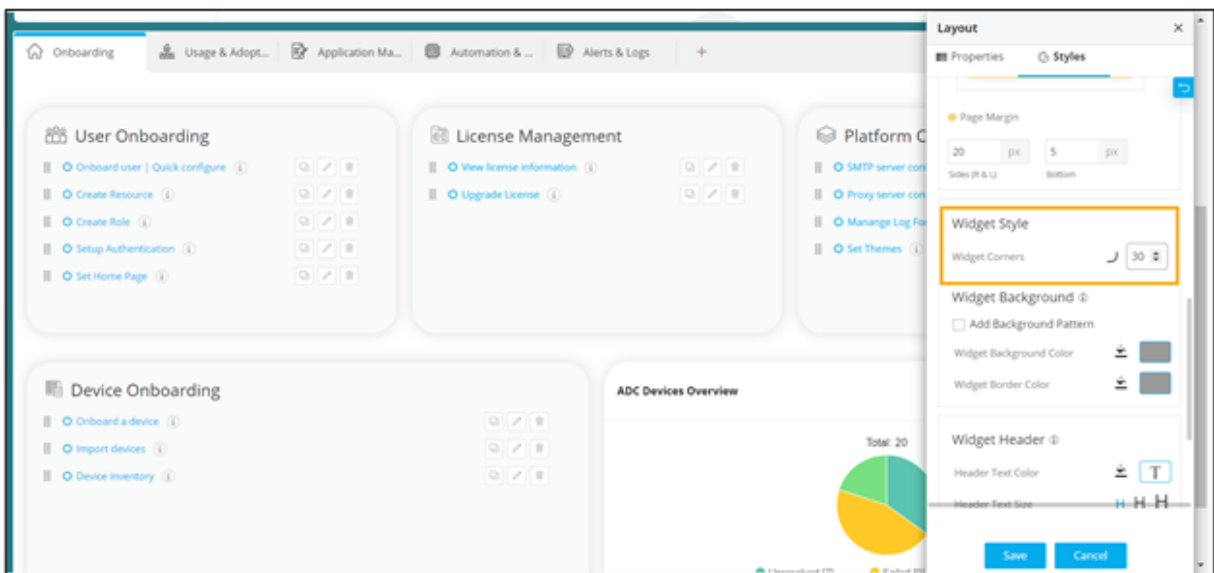 Onboarding
Usage & Adopt...
Application Ma...
Automation & ...
Alerts & Logs
+
User Onboarding
Onboard user | Quick configure
Create Resource
Create Role
Setup Authentication
Set Home Page
License Management
View license information
Upgrade License
Platform C
SMTP server con
Proxy server con
Manange Log Fo
Set Themes
Device Onboarding
Onboard a device
Import devices
Device inventory
ADC Devices Overview
Total: 20
Layout
Properties
Styles
Page Margin
20 px 5 px
Sides (R & L) Bottom
Widget Style
Widget Corners 30
Widget Background
Add Background Pattern
Widget Background Color
Widget Border Color
Widget Header
Header Text Color T
Header Text Size H H H
Save Cancel